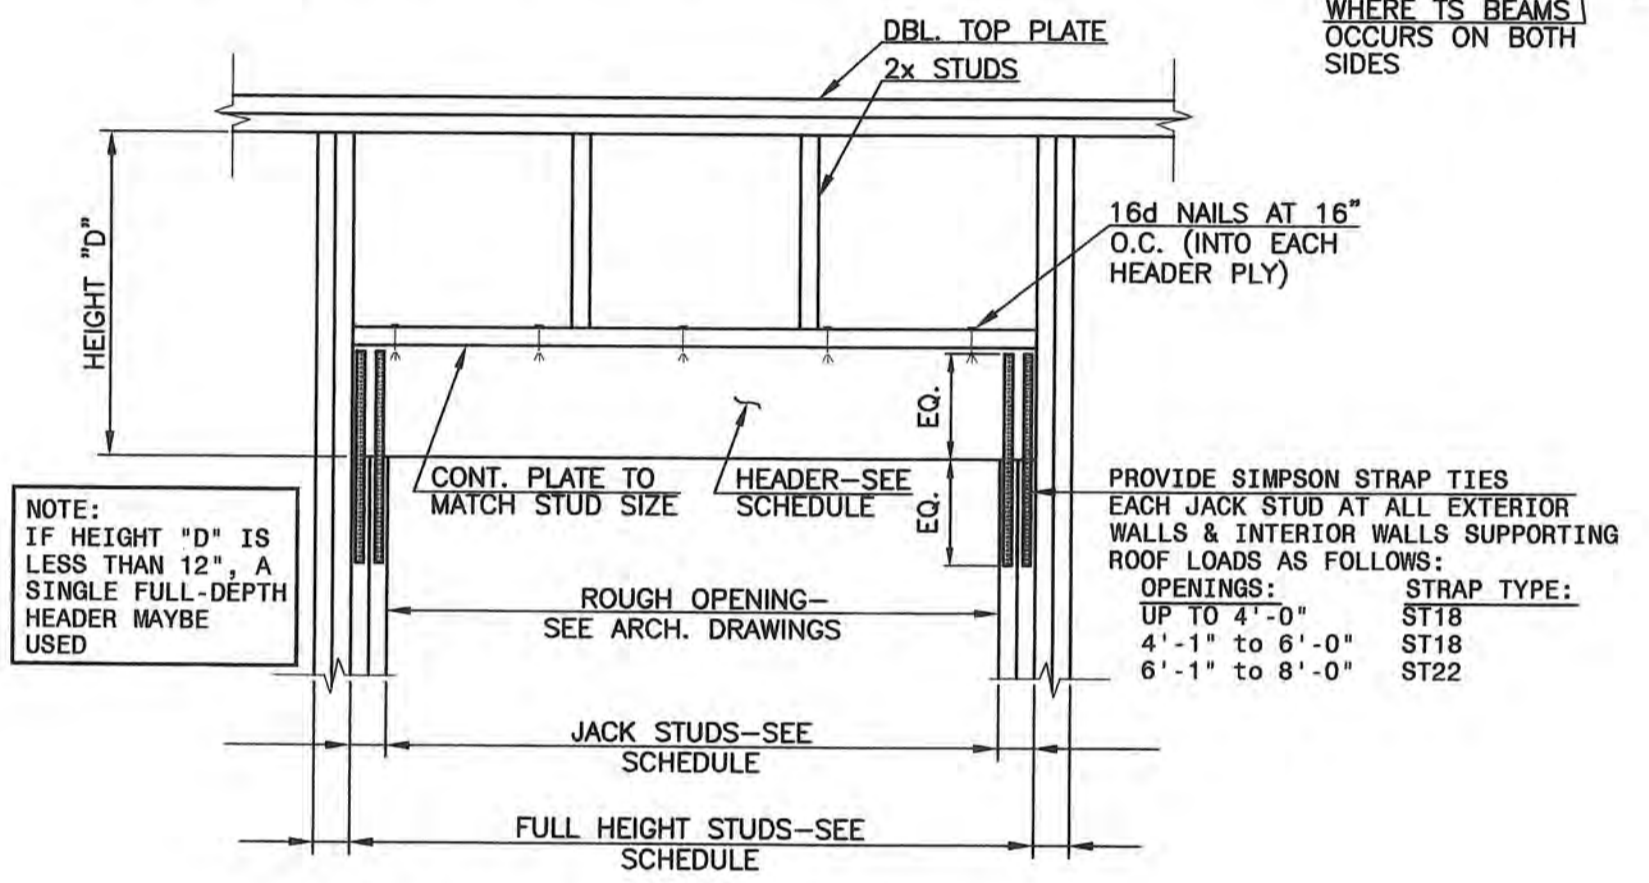 WHERE TS BEAMS
OCCURS ON BOTH
SIDES
DBL. TOP PLATE
2x STUDS
16d NAILS AT 16"
O.C. (INTO EACH
HEADER PLY)
HEIGHT "D"
EQ.
EQ.
CONT. PLATE TO
MATCH STUD SIZE
HEADER-SEE
SCHEDULE
NOTE:
IF HEIGHT "D" IS
LESS THAN 12", A
SINGLE FULL-DEPTH
HEADER MAYBE
USED
PROVIDE SIMPSON STRAP TIES
EACH JACK STUD AT ALL EXTERIOR
WALLS & INTERIOR WALLS SUPPORTING
ROOF LOADS AS FOLLOWS:
OPENINGS: STRAP TYPE:
UP TO 4'-0" ST18
4'-1" to 6'-0" ST18
6'-1" to 8'-0" ST22
ROUGH OPENING-
SEE ARCH. DRAWINGS
JACK STUDS-SEE
SCHEDULE
FULL HEIGHT STUDS-SEE
SCHEDULE